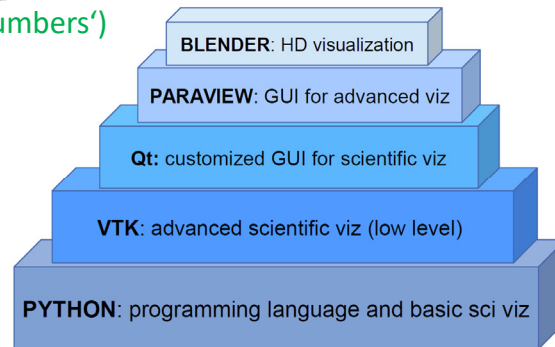 umbers‘)
BLENDER: HD visualization
PARAVIEW: GUI for advanced viz
Qt: customized GUI for scientific viz
VTK: advanced scientific viz (low level)
PYTHON: programming language and basic sci viz